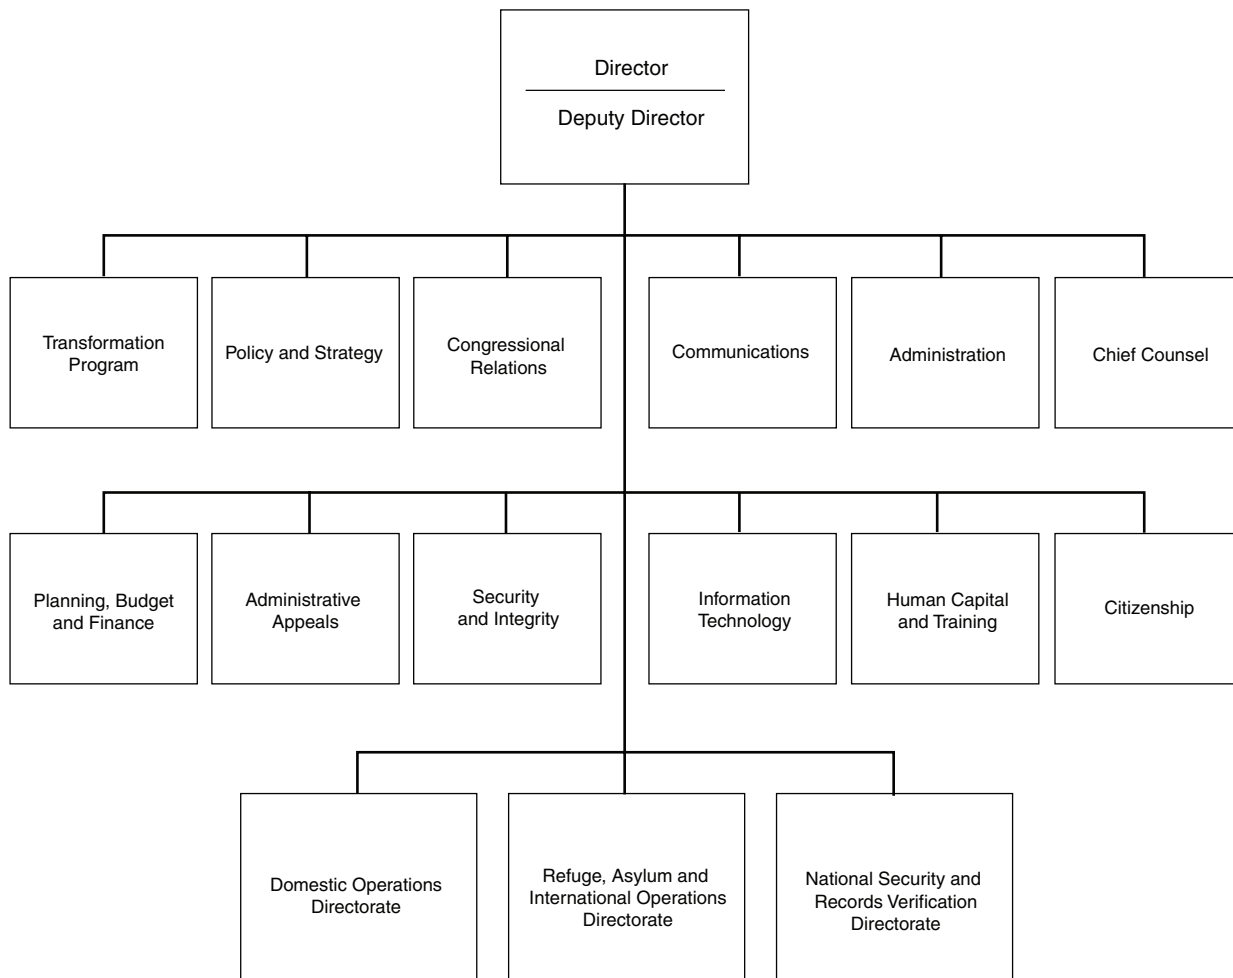 Director
Deputy Director
Transformation
Program
Policy and Strategy
Congressional
Relations
Communications
Administration
Chief Counsel
Planning, Budget
and Finance
Administrative
Appeals
Security
and Integrity
Information
Technology
Human Capital
and Training
Citizenship
Domestic Operations
Directorate
Refuge, Asylum and
International Operations
Directorate
National Security and
Records Verification
Directorate